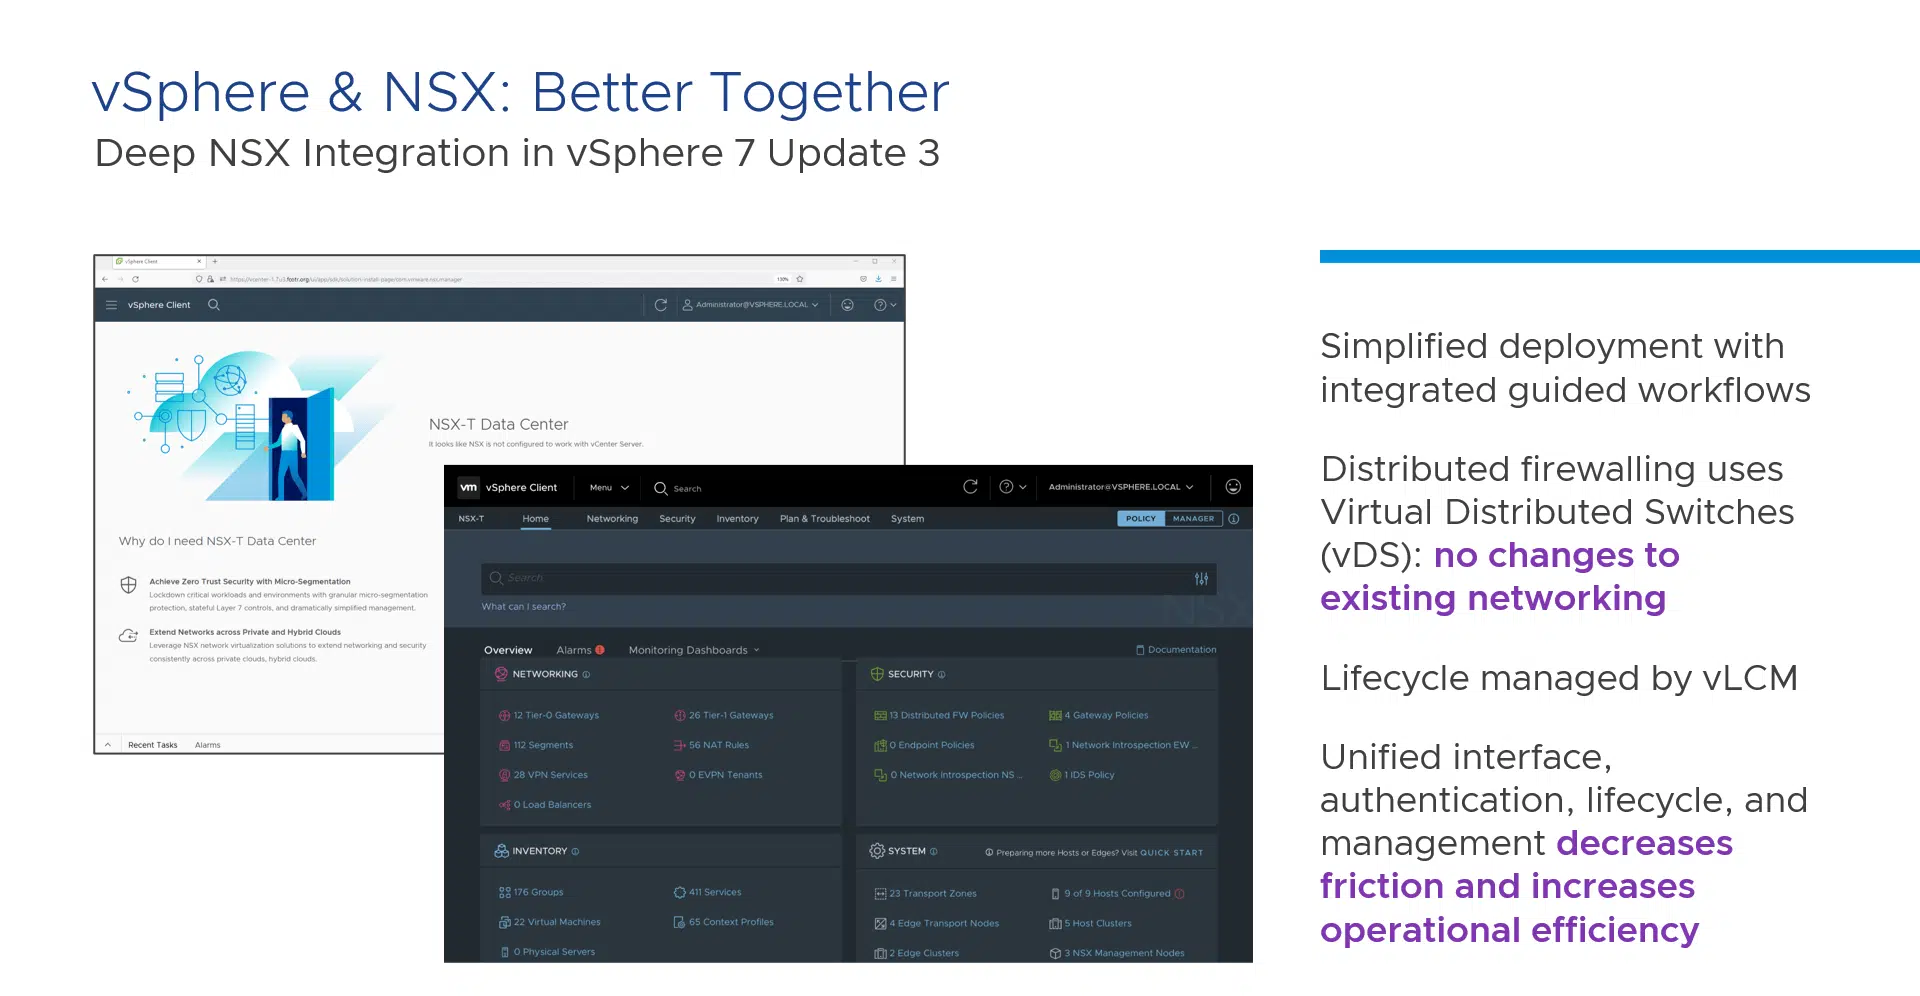 vSphere & NSX: Better Together
Deep NSX Integration in vSphere 7 Update 3
vSphere Client
vSphere Client
Administrator@VSPHERE.LOCAL
NSX-T Data Center
It looks like NSX is not configured to work with vCenter Server.
Why do I need NSX-T Data Center
Achieve Zero Trust Security with Micro-Segmentation
Lockdown critical workloads and environments with granular micro-segmentation
protection, stateful Layer 7 controls, and dramatically simplified management.
Extend Networks across Private and Hybrid Clouds
Leverage NSX network virtualization solutions to extend networking and security
consistently across private clouds, hybrid clouds.
Recent Tasks Alarms
vm vSphere Client Menu Search Administrator@VSPHERE.LOCAL
NSX-T Home Networking Security Inventory Plan & Troubleshoot System POLICY MANAGER
Search
What can I search?
NSX
Overview Alarms Monitoring Dashboards Documentation
NETWORKING
12 Tier-0 Gateways 26 Tier-1 Gateways
112 Segments 56 NAT Rules
28 VPN Services 0 EVPN Tenants
0 Load Balancers
SECURITY
13 Distributed FW Policies 4 Gateway Policies
0 Endpoint Policies 1 Network Introspection EW ...
0 Network Introspection NS ... 1 IDS Policy
INVENTORY
176 Groups 411 Services
22 Virtual Machines 65 Context Profiles
0 Physical Servers
SYSTEM Preparing more Hosts or Edges? Visit QUICK START
23 Transport Zones 9 of 9 Hosts Configured
4 Edge Transport Nodes 5 Host Clusters
2 Edge Clusters 3 NSX Management Nodes
Simplified deployment with
integrated guided workflows
Distributed firewalling uses
Virtual Distributed Switches
(vDS): no changes to
existing networking
Lifecycle managed by vLCM
Unified interface,
authentication, lifecycle, and
management decreases
friction and increases
operational efficiency